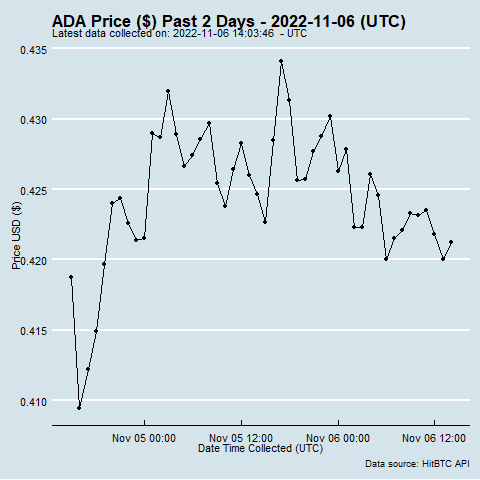 ADA Price ($) Past 2 Days - 2022-11-06 (UTC)
Latest data collected on: 2022-11-06 14:03:46  - UTC
0.435
0.430
0.425
0.420
0.415
0.410
Price USD ($)
Nov 05 00:00 Nov 05 12:00 Nov 06 00:00 Nov 06 12:00
Date Time Collected (UTC)
Data source: HitBTC API